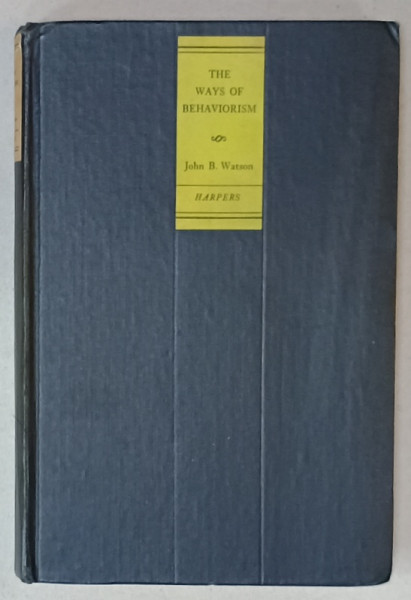 THE
WAYS OF
BEHAVIORISM
John B. Watson
HARPERS